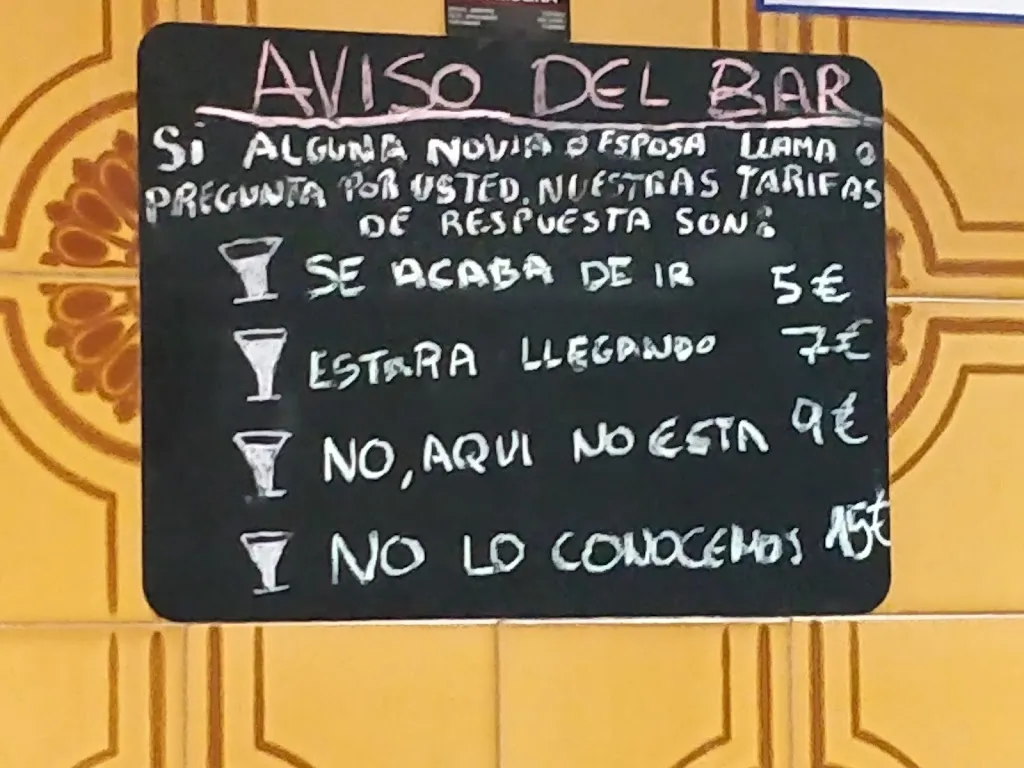 AVISO DEL BAR
Si ALGUNA NOVIA O ESPOSA LLAMA O
PREGUNTA POR USTED. NUESTRAS TARIFAS
DE RESPUESTA SON:
SE ACABA DE IR 5€
ESTARA LLEGANDO 7€
NO, AQUI NO ESTA 9€
NO LO CONOCEMOS 15€